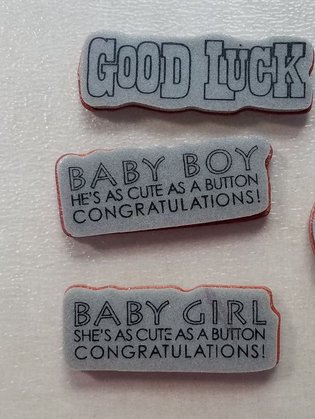 GOOD LUCK
BABY BOY
HE'S AS CUTE AS A BUTTON
CONGRATULATIONS!
BABY GIRL
SHE'S AS CUTE AS A BUTTON
CONGRATULATIONS!